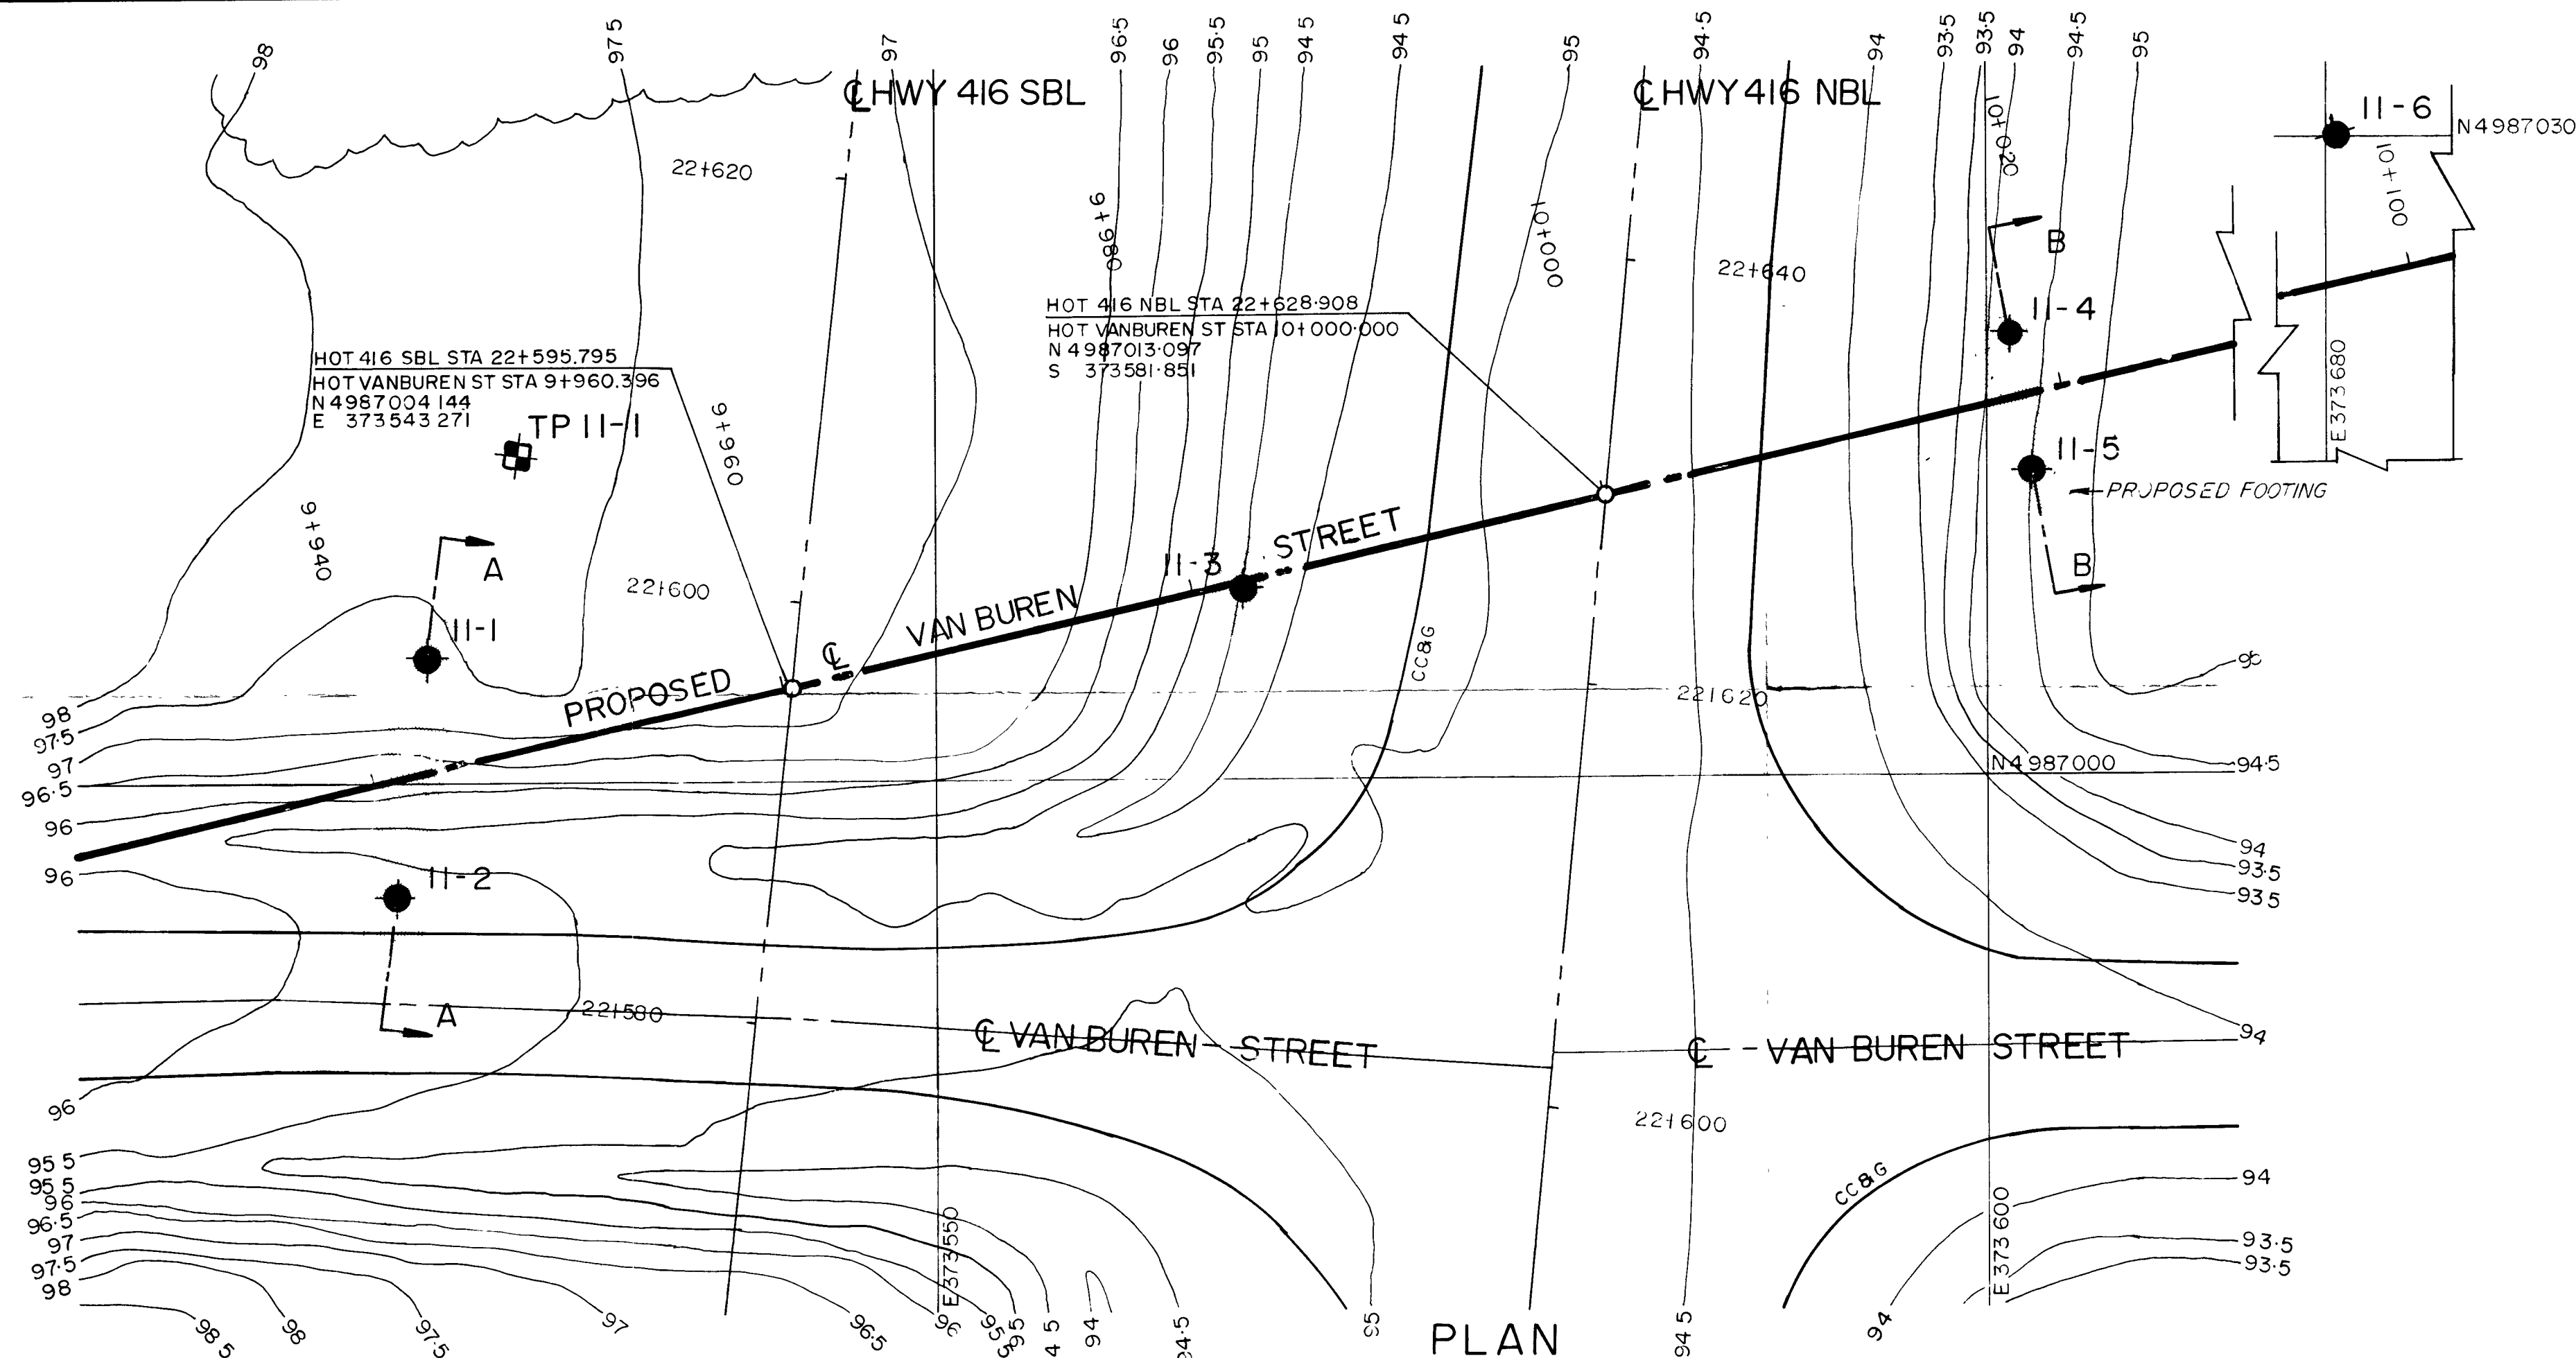 98
97 5
97
96·5
96
95·5
95
94·5
94·5
95
94·5
94
93·5
93·5
94
94·5
95
℄ HWY 416 SBL
℄ HWY 416 NBL
11-6
N 4987030
10+020
10+100
22+620
9+980
10+000
22+640
B
11-4
HOT 416 NBL STA 22+628·908
HOT VANBUREN ST STA 10+000·000
N 4987013·097
S 373581·851
HOT 416 SBL STA 22+595.795
HOT VANBUREN ST STA 9+960.396
N 4987004 144
E 373543 271
TP 11-1
9+960
E 373680
11-5
PROPOSED FOOTING
9+940
A
STREET
11-3
B
22+600
VAN BUREN
11-1
℄
PROPOSED
CC&G
22+620
95
98
97·5
97
96·5
96
96
N 4987000
94·5
94
93·5
93·5
11-2
22+580
A
℄ VAN BUREN STREET
℄ VAN BUREN STREET
94
96
22+600
95 5
95·5
96
96·5
97
97·5
98
CC&G
94
93·5
93·5
E 373550
E 373600
98 5
98
97·5
97
96·5
96
95·5
95
4 5
94
94.5
95
94 5
94
PLAN